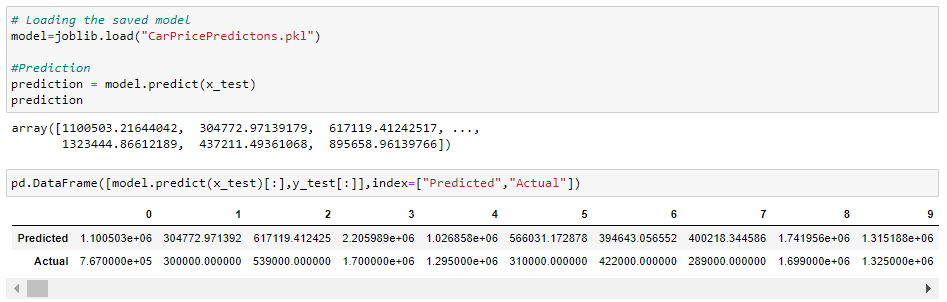 # Loading the saved model
model=joblib.load("CarPricePredictons.pkl")
#Prediction
prediction = model.predict(x_test)
prediction
array([1100503.21644042,  304772.97139179,  617119.41242517, ...,
       1323444.86612189,  437211.49361068,  895658.96139766])
pd.DataFrame([model.predict(x_test)[:],y_test[:]],index=["Predicted","Actual"])
0 1 2 3 4 5 6 7 8 9
Predicted 1.100503e+06 304772.971392 617119.412425 2.205989e+06 1.026858e+06 566031.172878 394643.056552 400218.344586 1.741956e+06 1.315188e+06
Actual 7.670000e+05 300000.000000 539000.000000 1.700000e+06 1.295000e+06 310000.000000 422000.000000 289000.000000 1.699000e+06 1.325000e+06